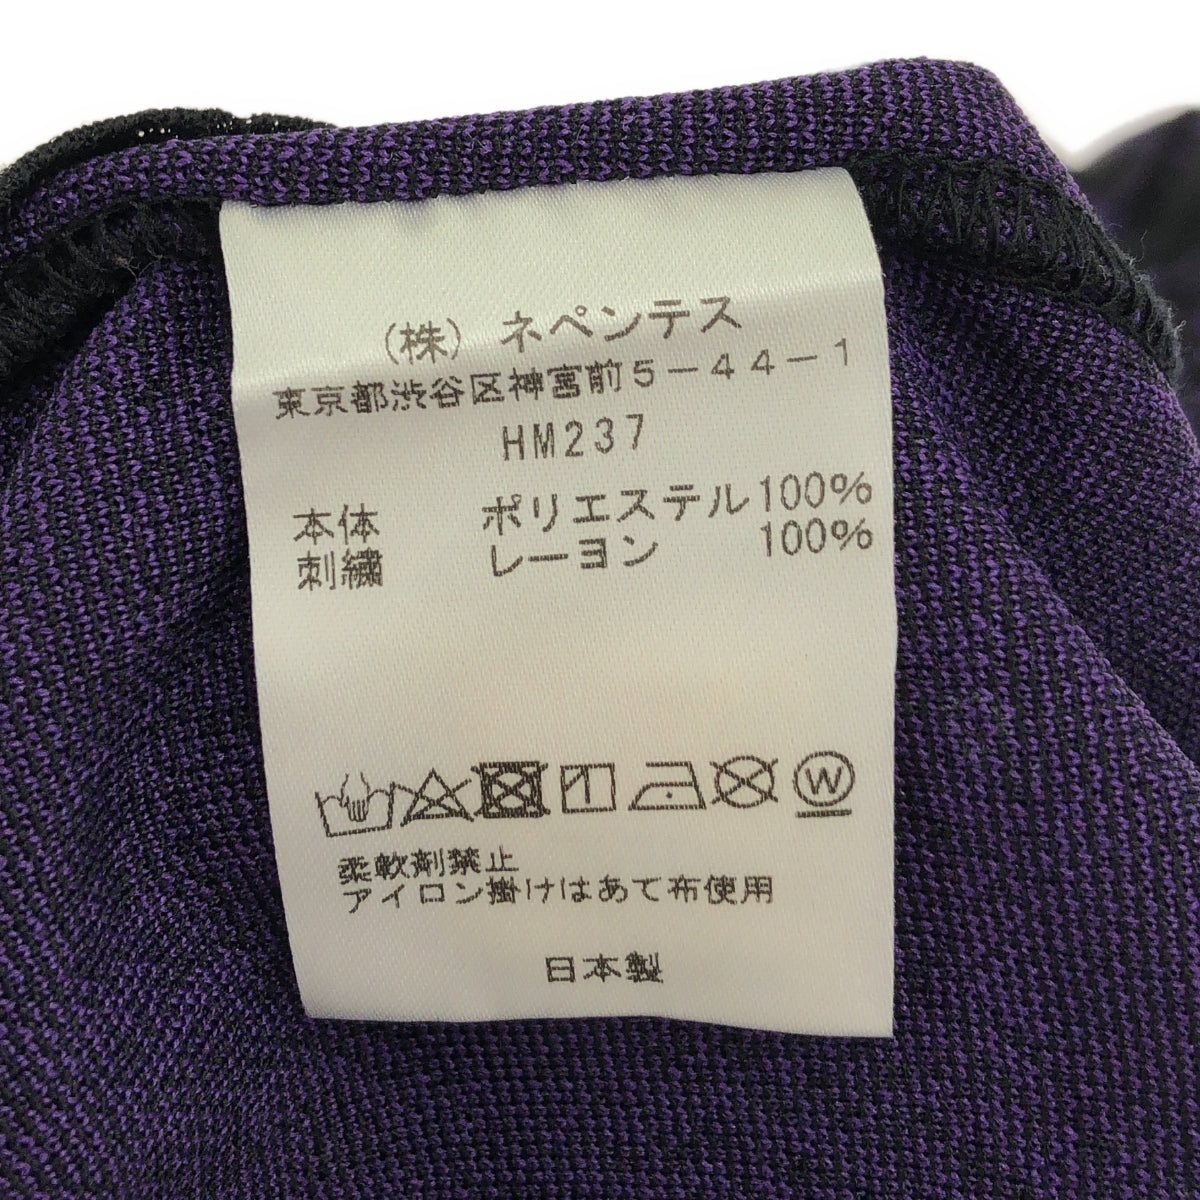 (株) ネペンテス
東京都渋谷区神宮前5-44-1
HM237
本体 ポリエステル100%
刺繍 レーヨン 100%
W
柔軟剤禁止
アイロン掛けはあて布使用
日本製